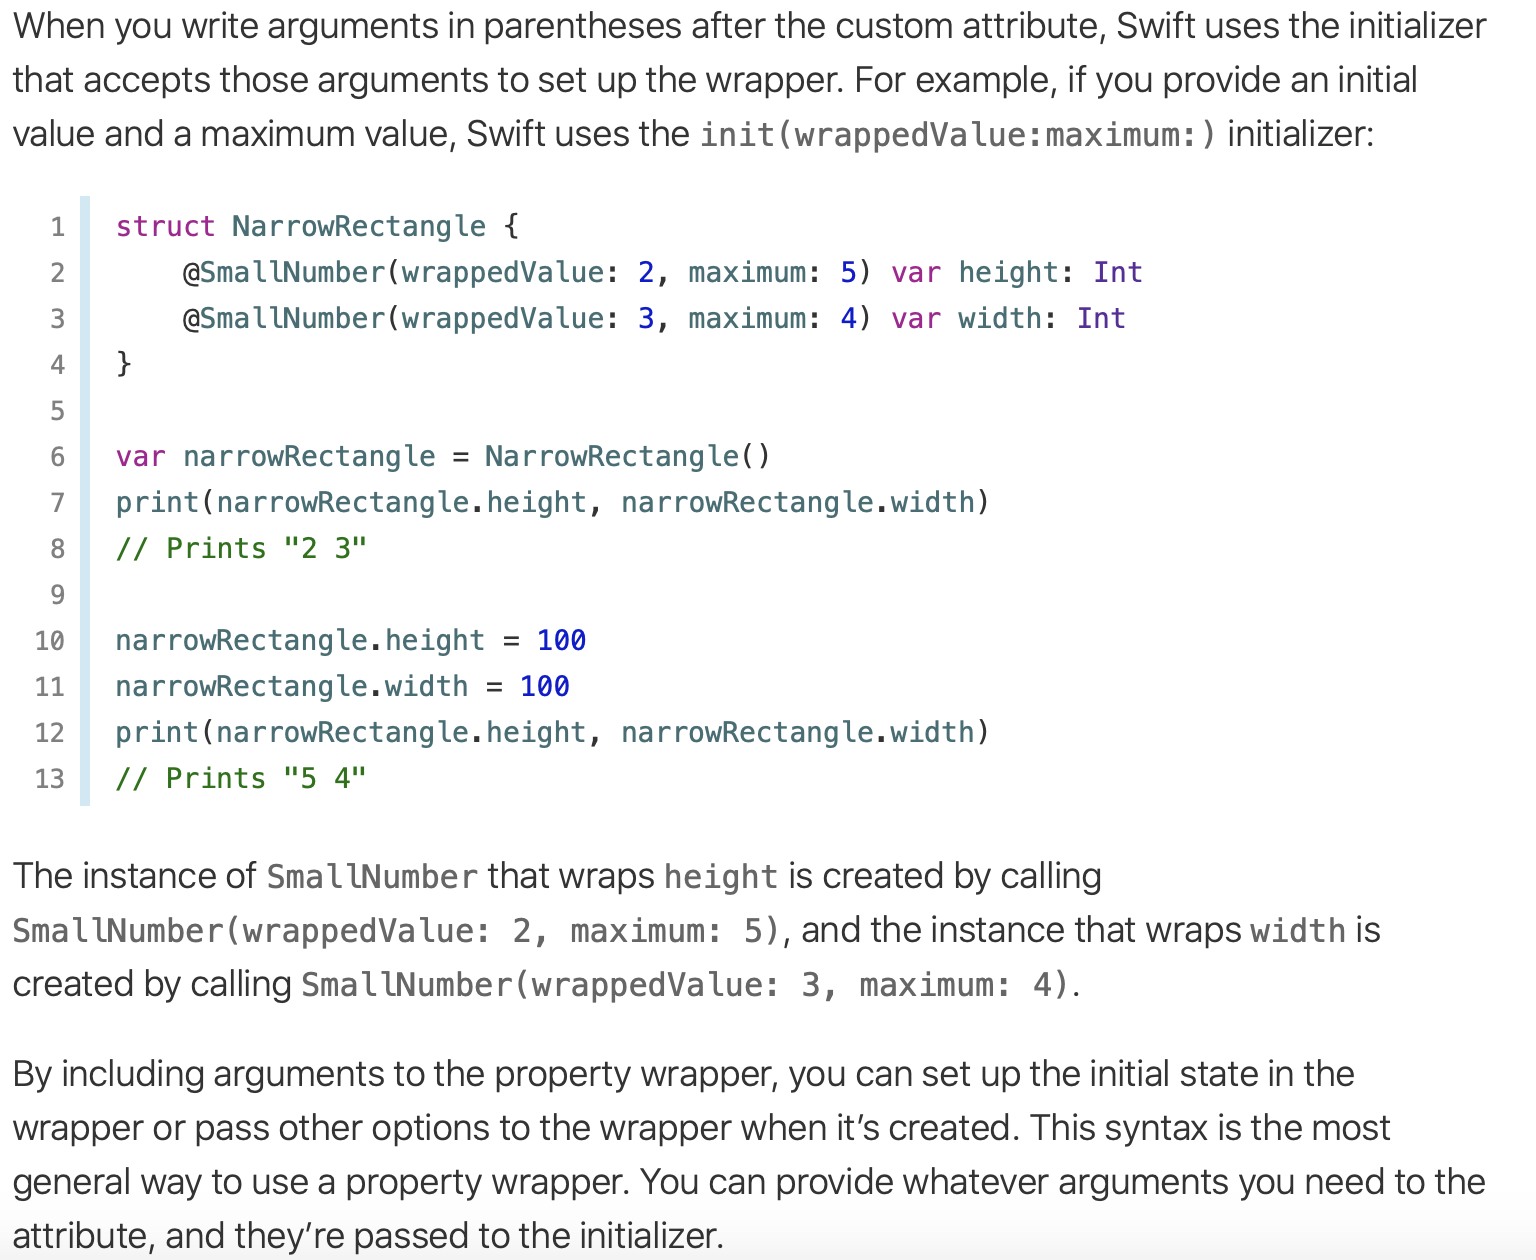 When you write arguments in parentheses after the custom attribute, Swift uses the initializer
that accepts those arguments to set up the wrapper. For example, if you provide an initial
value and a maximum value, Swift uses the init(wrappedValue:maximum:) initializer:
1 struct NarrowRectangle {
2     @SmallNumber(wrappedValue: 2, maximum: 5) var height: Int
3     @SmallNumber(wrappedValue: 3, maximum: 4) var width: Int
4 }
5
6 var narrowRectangle = NarrowRectangle()
7 print(narrowRectangle.height, narrowRectangle.width)
8 // Prints "2 3"
9
10 narrowRectangle.height = 100
11 narrowRectangle.width = 100
12 print(narrowRectangle.height, narrowRectangle.width)
13 // Prints "5 4"
The instance of SmallNumber that wraps height is created by calling
SmallNumber(wrappedValue: 2, maximum: 5), and the instance that wraps width is
created by calling SmallNumber(wrappedValue: 3, maximum: 4).
By including arguments to the property wrapper, you can set up the initial state in the
wrapper or pass other options to the wrapper when it’s created. This syntax is the most
general way to use a property wrapper. You can provide whatever arguments you need to the
attribute, and they’re passed to the initializer.